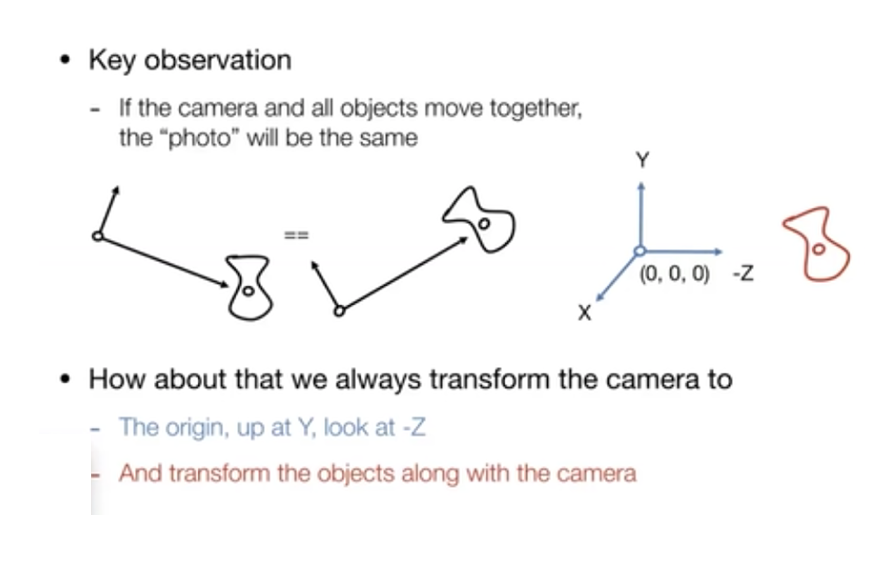 • Key observation
- If the camera and all objects move together,
the “photo” will be the same
Y
==
(0, 0, 0) -Z
X
• How about that we always transform the camera to
- The origin, up at Y, look at -Z
- And transform the objects along with the camera